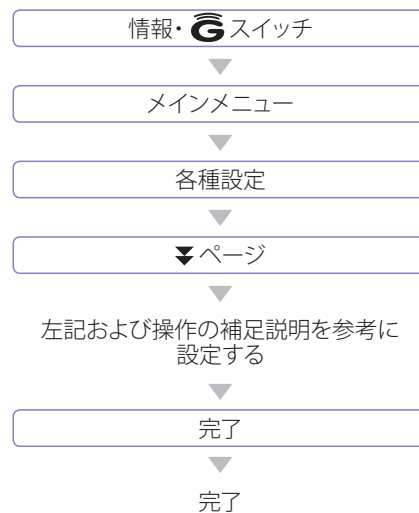 情報・Gスイッチ
メインメニュー
各種設定
ページ
左記および操作の補足説明を参考に
設定する
完了
完了